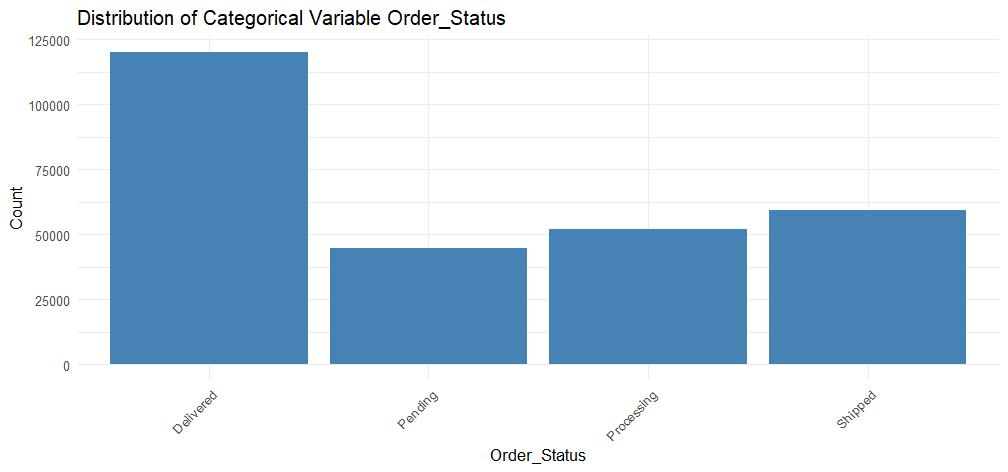 Distribution of Categorical Variable Order_Status
125000
100000
75000
50000
25000
0
Count
Delivered
Pending
Processing
Shipped
Order_Status